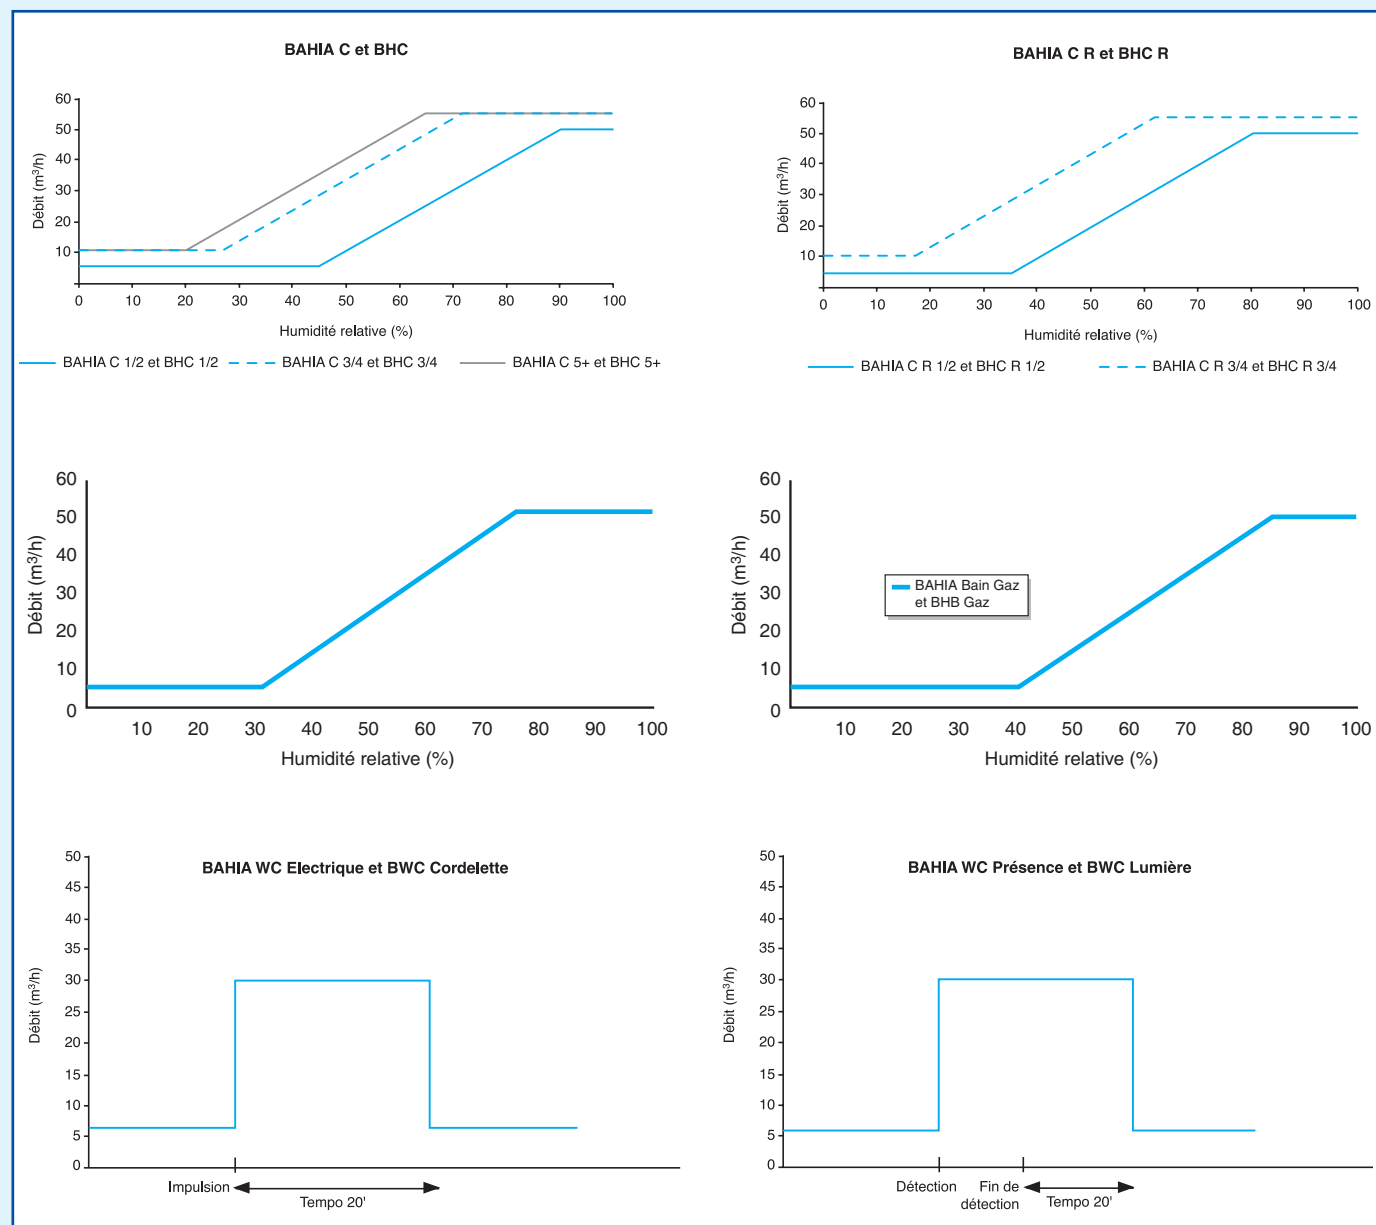 BAHIA C et BHC
60
50
40
30
20
10
Débit (m³/h)
0 10 20 30 40 50 60 70 80 90 100
Humidité relative (%)
BAHIA C 1/2 et BHC 1/2 BAHIA C 3/4 et BHC 3/4 BAHIA C 5+ et BHC 5+
BAHIA C R et BHC R
60
50
40
30
20
10
Débit (m³/h)
0 10 20 30 40 50 60 70 80 90 100
Humidité relative (%)
BAHIA C R 1/2 et BHC R 1/2 BAHIA C R 3/4 et BHC R 3/4
60
50
40
30
20
10
0
Débit (m³/h)
10 20 30 40 50 60 70 80 90 100
Humidité relative (%)
60
50
40
30
20
10
0
Débit (m³/h)
BAHIA Bain Gaz
et BHB Gaz
10 20 30 40 50 60 70 80 90 100
Humidité relative (%)
BAHIA WC Electrique et BWC Cordelette
50
45
40
35
30
25
20
15
10
5
0
Débit (m³/h)
Impulsion
Tempo 20'
BAHIA WC Présence et BWC Lumière
50
45
40
35
30
25
20
15
10
5
0
Débit (m³/h)
Détection
Fin de
détection
Tempo 20'